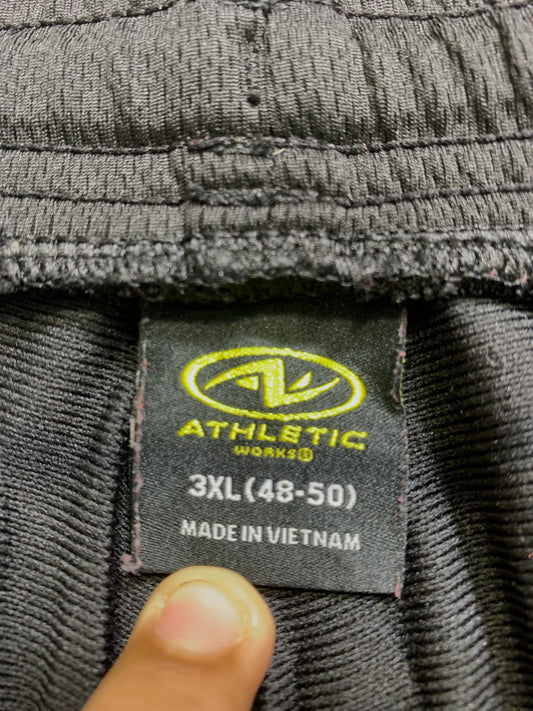 ATHLETIC
WORKS®
3XL(48-50)
MADE IN VIETNAM